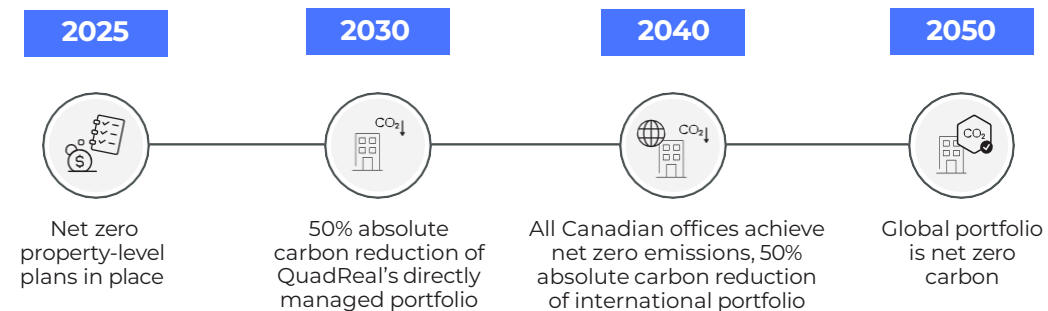 2025
2030
2040
2050
CO₂
CO₂
CO₂
$
Net zero
property-level
plans in place
50% absolute
carbon reduction of
QuadReal's directly
managed portfolio
All Canadian offices achieve
net zero emissions, 50%
absolute carbon reduction
of international portfolio
Global portfolio
is net zero
carbon